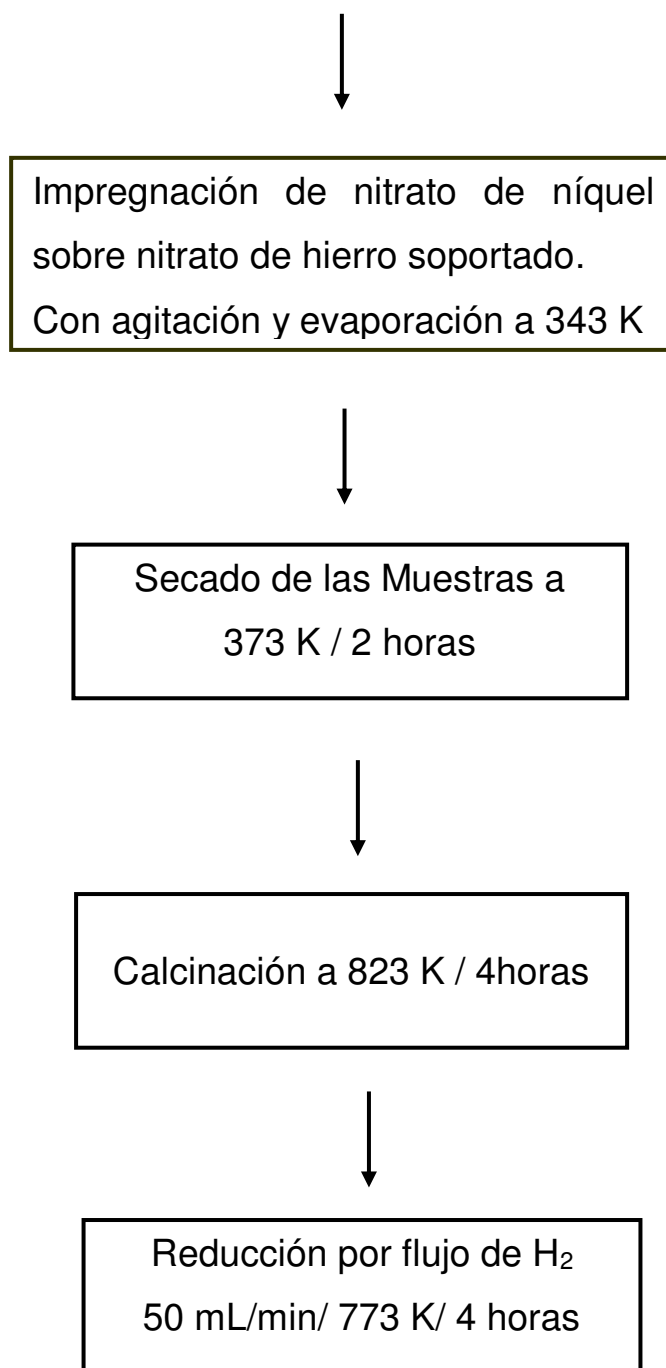 Impregnación de nitrato de níquel
sobre nitrato de hierro soportado.
Con agitación y evaporación a 343 K
Secado de las Muestras a
373 K / 2 horas
Calcinación a 823 K / 4horas
Reducción por flujo de H₂
50 mL/min/ 773 K/ 4 horas